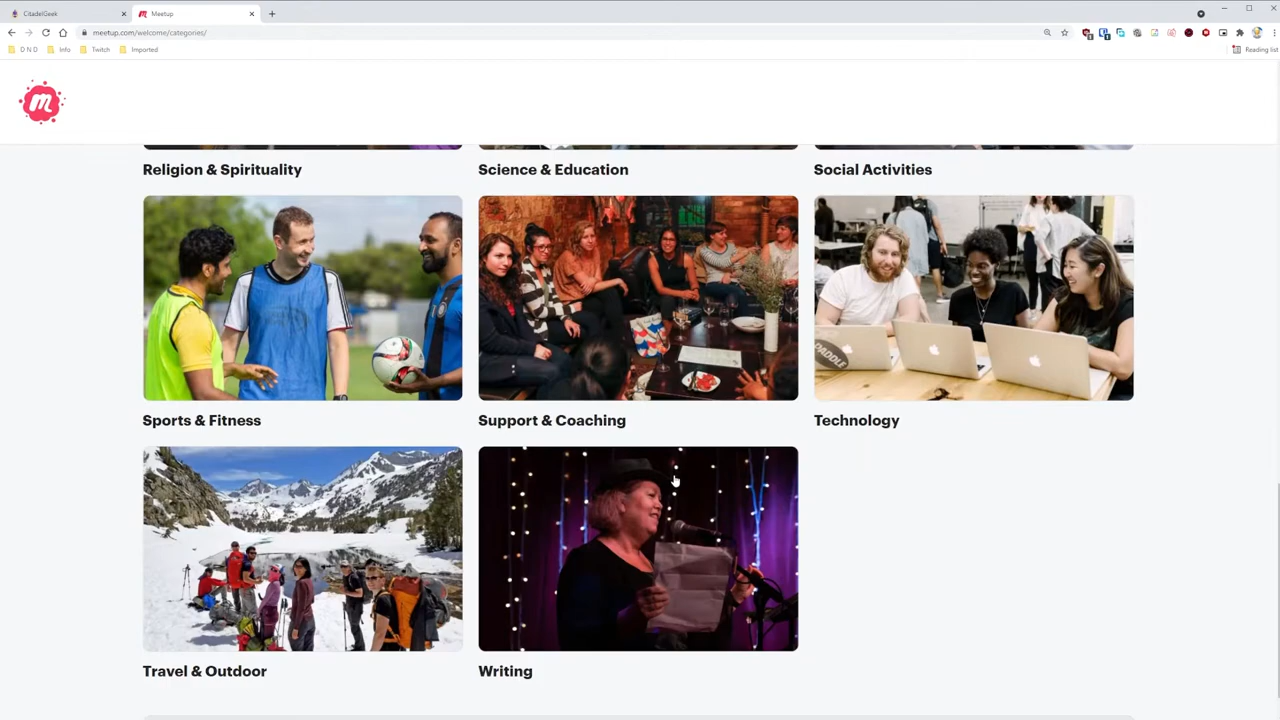 CitadelGeek
Meetup
meetup.com/welcome/categories/
D N D
Info
Twitch
Imported
Reading list
m
Religion & Spirituality
Science & Education
Social Activities
PADDLE
Sports & Fitness
Support & Coaching
Technology
Travel & Outdoor
Writing